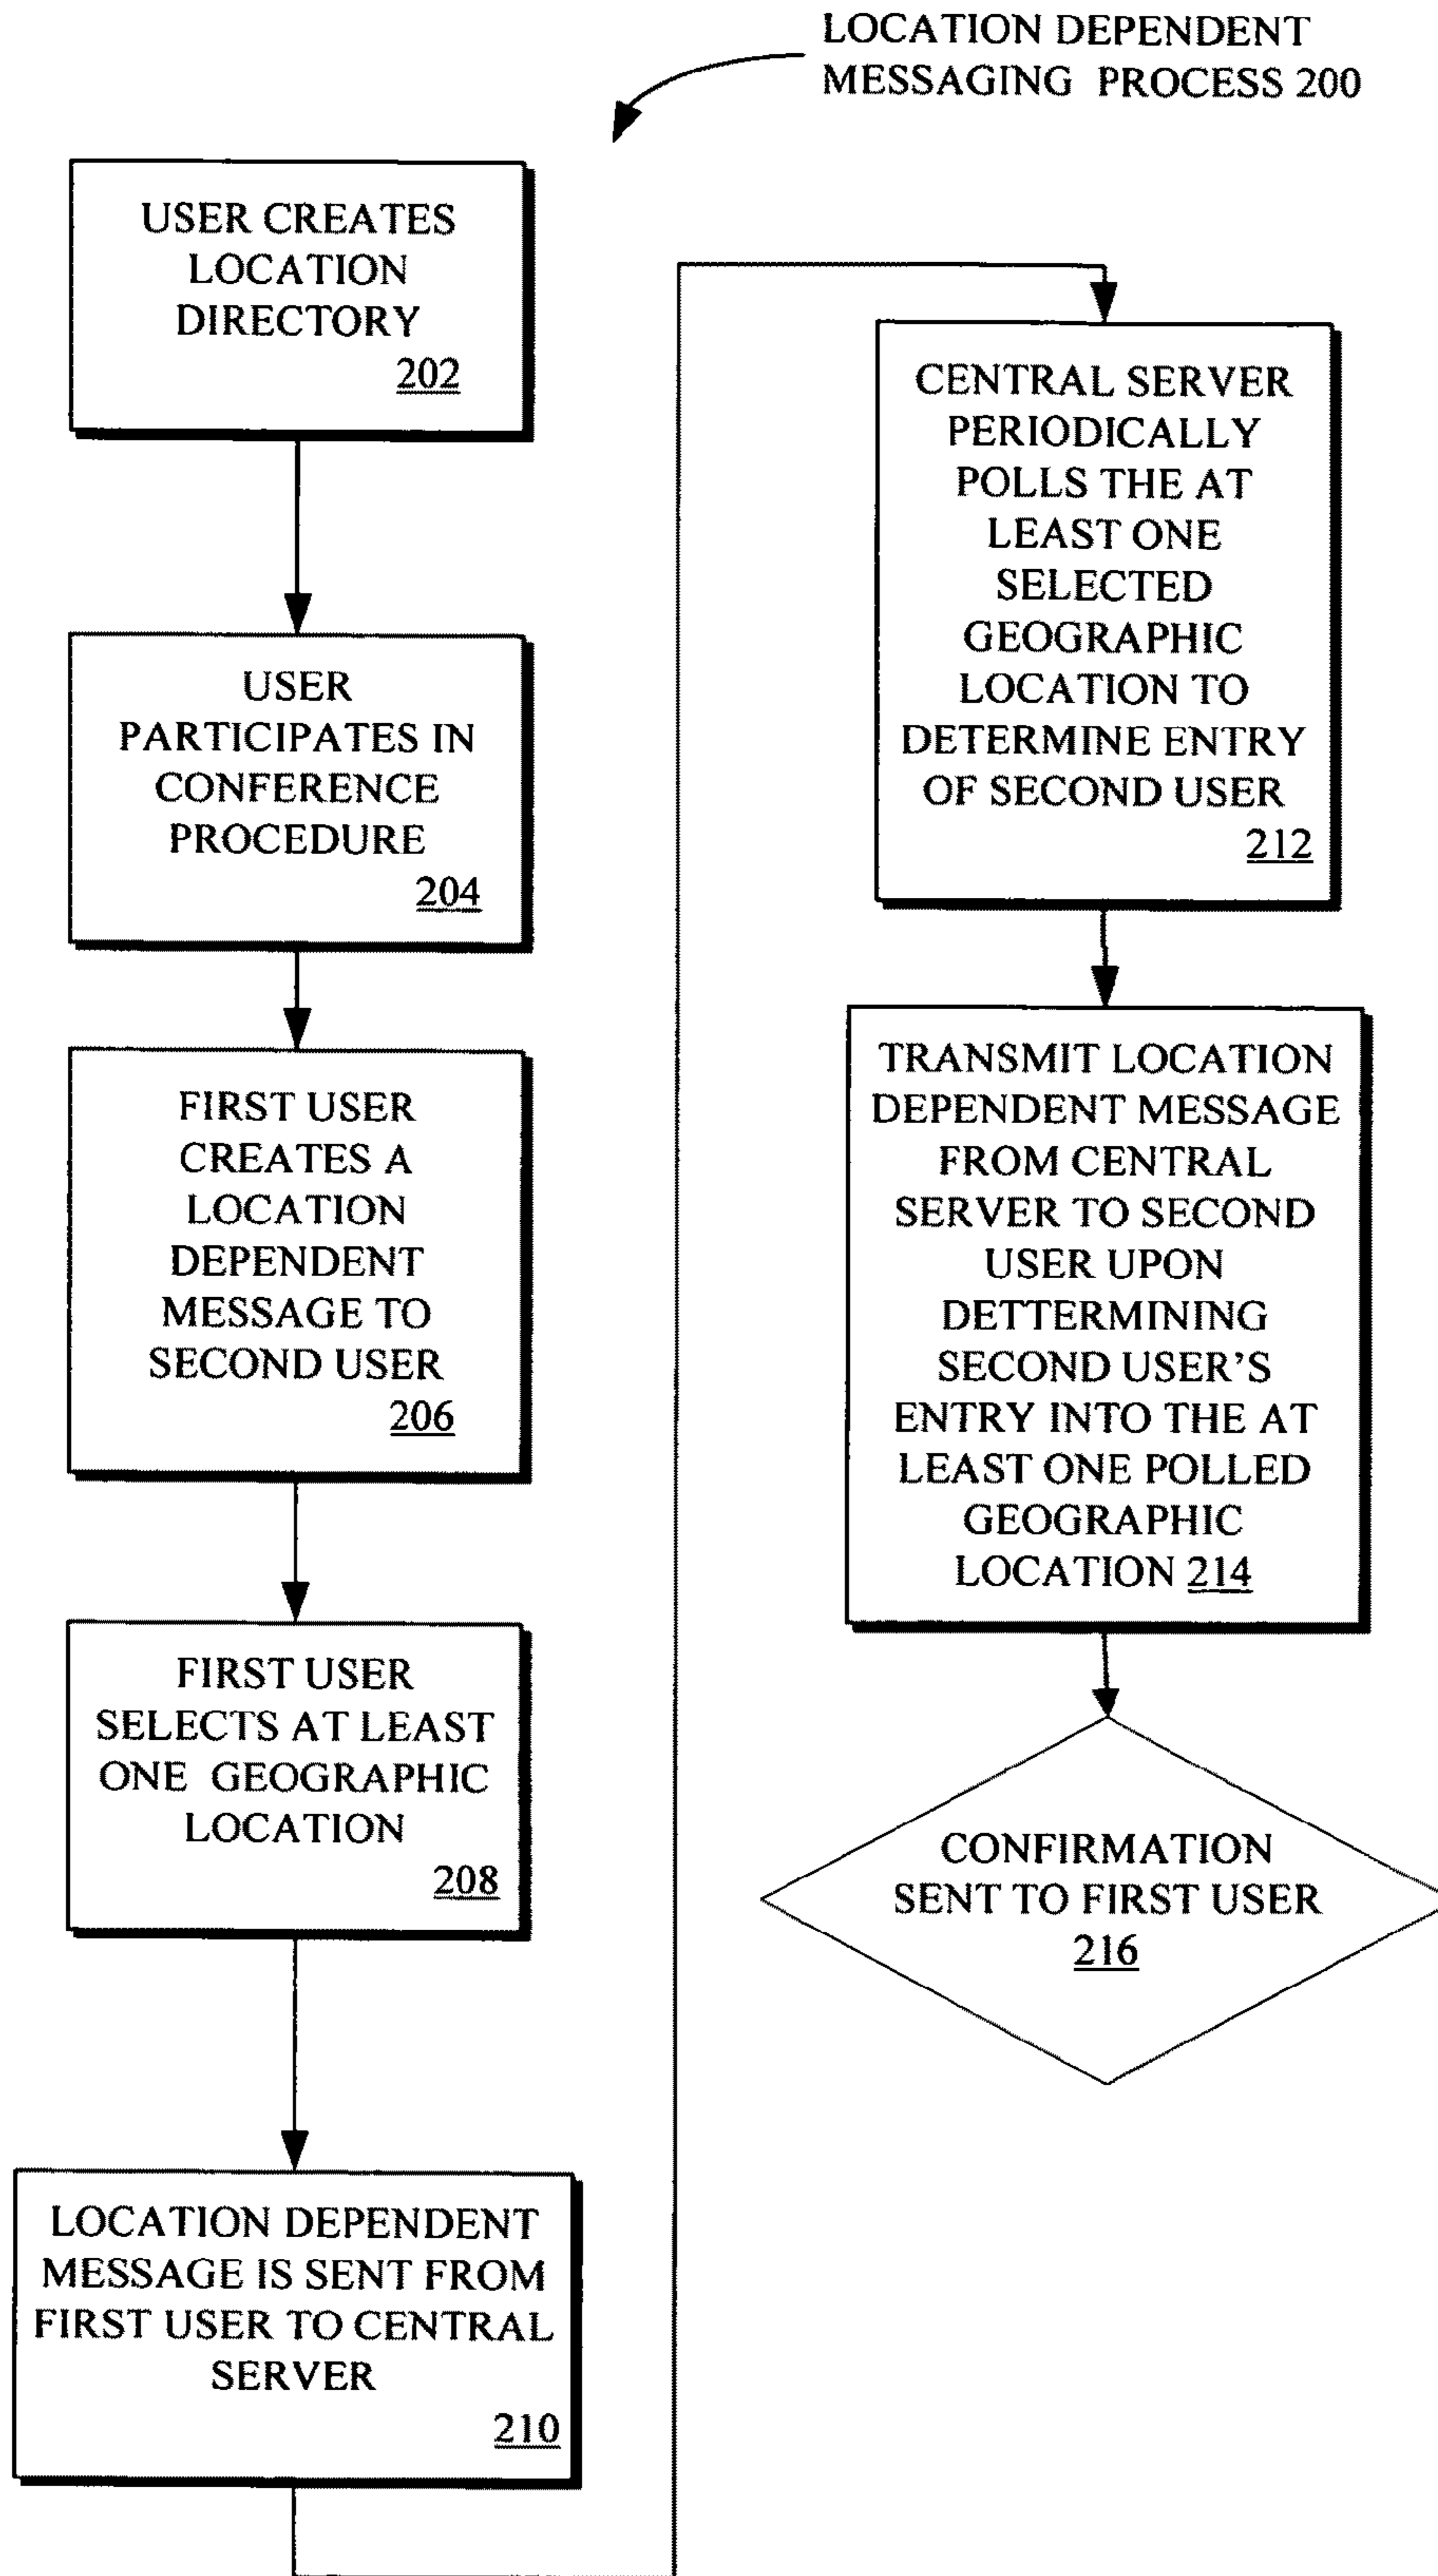 LOCATION DEPENDENT
MESSAGING PROCESS 200
USER CREATES
LOCATION
DIRECTORY
202
USER
PARTICIPATES IN
CONFERENCE
PROCEDURE
204
FIRST USER
CREATES A
LOCATION
DEPENDENT
MESSAGE TO
SECOND USER
206
FIRST USER
SELECTS AT LEAST
ONE GEOGRAPHIC
LOCATION
208
LOCATION DEPENDENT
MESSAGE IS SENT FROM
FIRST USER TO CENTRAL
SERVER
210
CENTRAL SERVER
PERIODICALLY
POLLS THE AT
LEAST ONE
SELECTED
GEOGRAPHIC
LOCATION TO
DETERMINE ENTRY
OF SECOND USER
212
TRANSMIT LOCATION
DEPENDENT MESSAGE
FROM CENTRAL
SERVER TO SECOND
USER UPON
DETTERMINING
SECOND USER'S
ENTRY INTO THE AT
LEAST ONE POLLED
GEOGRAPHIC
LOCATION 214
CONFIRMATION
SENT TO FIRST USER
216